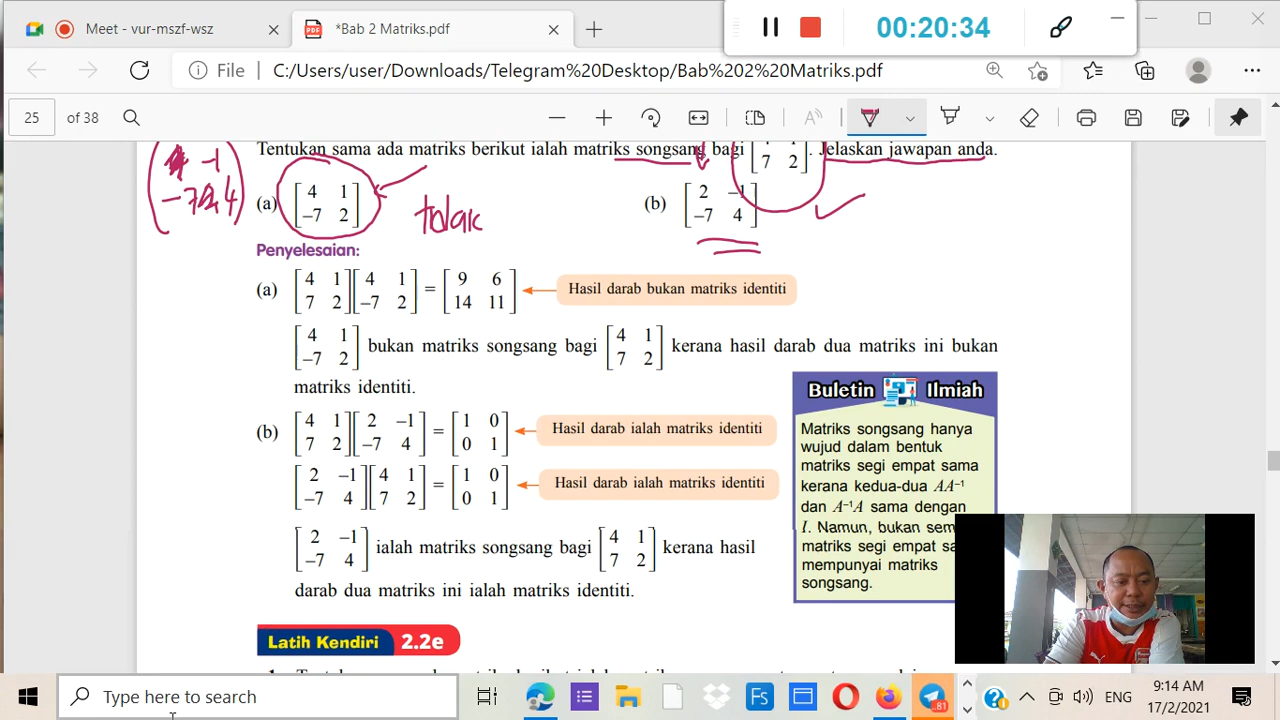 Meet - vur-mszf-wsz
*Bab 2 Matriks.pdf
00:20:34
File
C:/Users/user/Downloads/Telegram%20Desktop/Bab%202%20Matriks.pdf
25 of 38
Tentukan sama ada matriks berikut ialah matriks songsang bagi [ 7 2 ]. Jelaskan jawapan anda.
-1
-7 4
(a) [4 1
-7 2]
tolak
(b) [2 -1
-7 4]
Penyelesaian:
(a) [4 1
7 2] [4 1
-7 2] = [9 6
14 11]
Hasil darab bukan matriks identiti
[4 1
-7 2] bukan matriks songsang bagi [4 1
7 2] kerana hasil darab dua matriks ini bukan
matriks identiti.
(b) [4 1
7 2] [2 -1
-7 4] = [1 0
0 1]
Hasil darab ialah matriks identiti
[2 -1
-7 4] [4 1
7 2] = [1 0
0 1]
Hasil darab ialah matriks identiti
[2 -1
-7 4] ialah matriks songsang bagi [4 1
7 2] kerana hasil
darab dua matriks ini ialah matriks identiti.
Buletin Ilmiah
Matriks songsang hanya
wujud dalam bentuk
matriks segi empat sama
kerana kedua-dua AA⁻¹
dan A⁻¹A sama dengan
I. Namun, bukan sem
matriks segi empat sa
mempunyai matriks
songsang.
Latih Kendiri 2.2e
Type here to search
Fs
81
ENG
9:14 AM
17/2/2021